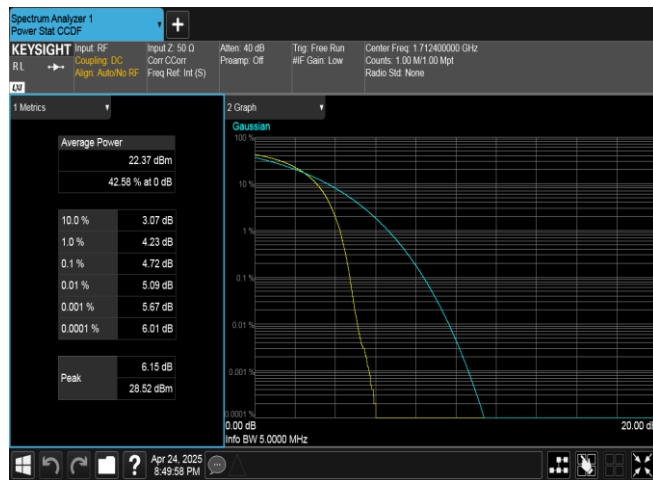 Spectrum Analyzer 1
Power Stat CCDF
KEYSIGHT
Input: RF
Input Z: 50 Ω
Atten: 40 dB
Trig: Free Run
Center Freq: 1.712400000 GHz
RL
Coupling: DC
Corr CCorr
Preamp: Off
#IF Gain: Low
Counts: 1.00 M/1.00 Mpt
Align: Auto/No RF
Freq Ref: Int (S)
Radio Std: None
LXI
1 Metrics
2 Graph
Average Power
22.37 dBm
42.58 % at 0 dB
10.0 % 3.07 dB
1.0 % 4.23 dB
0.1 % 4.72 dB
0.01 % 5.09 dB
0.001 % 5.67 dB
0.0001 % 6.01 dB
Peak
6.15 dB
28.52 dBm
Gaussian
100 %
10 %
1 %
0.1 %
0.01 %
0.001 %
0.0001 %
0.00 dB
20.00 d
Info BW 5.0000 MHz
?
Apr 24, 2025
8:49:58 PM